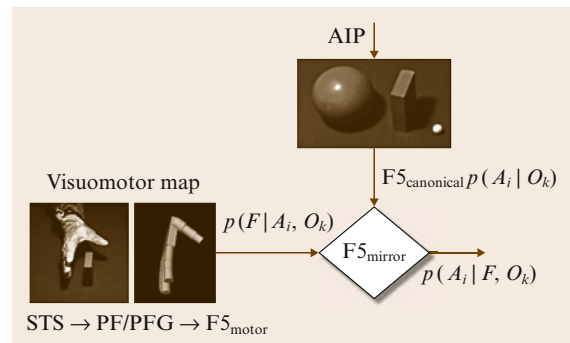 AIP
F5canonical p(Ai | Ok)
Visuomotor map
p(F | Ai, Ok)
F5mirror
p(Ai | F, Ok)
STS → PF/PFG → F5motor